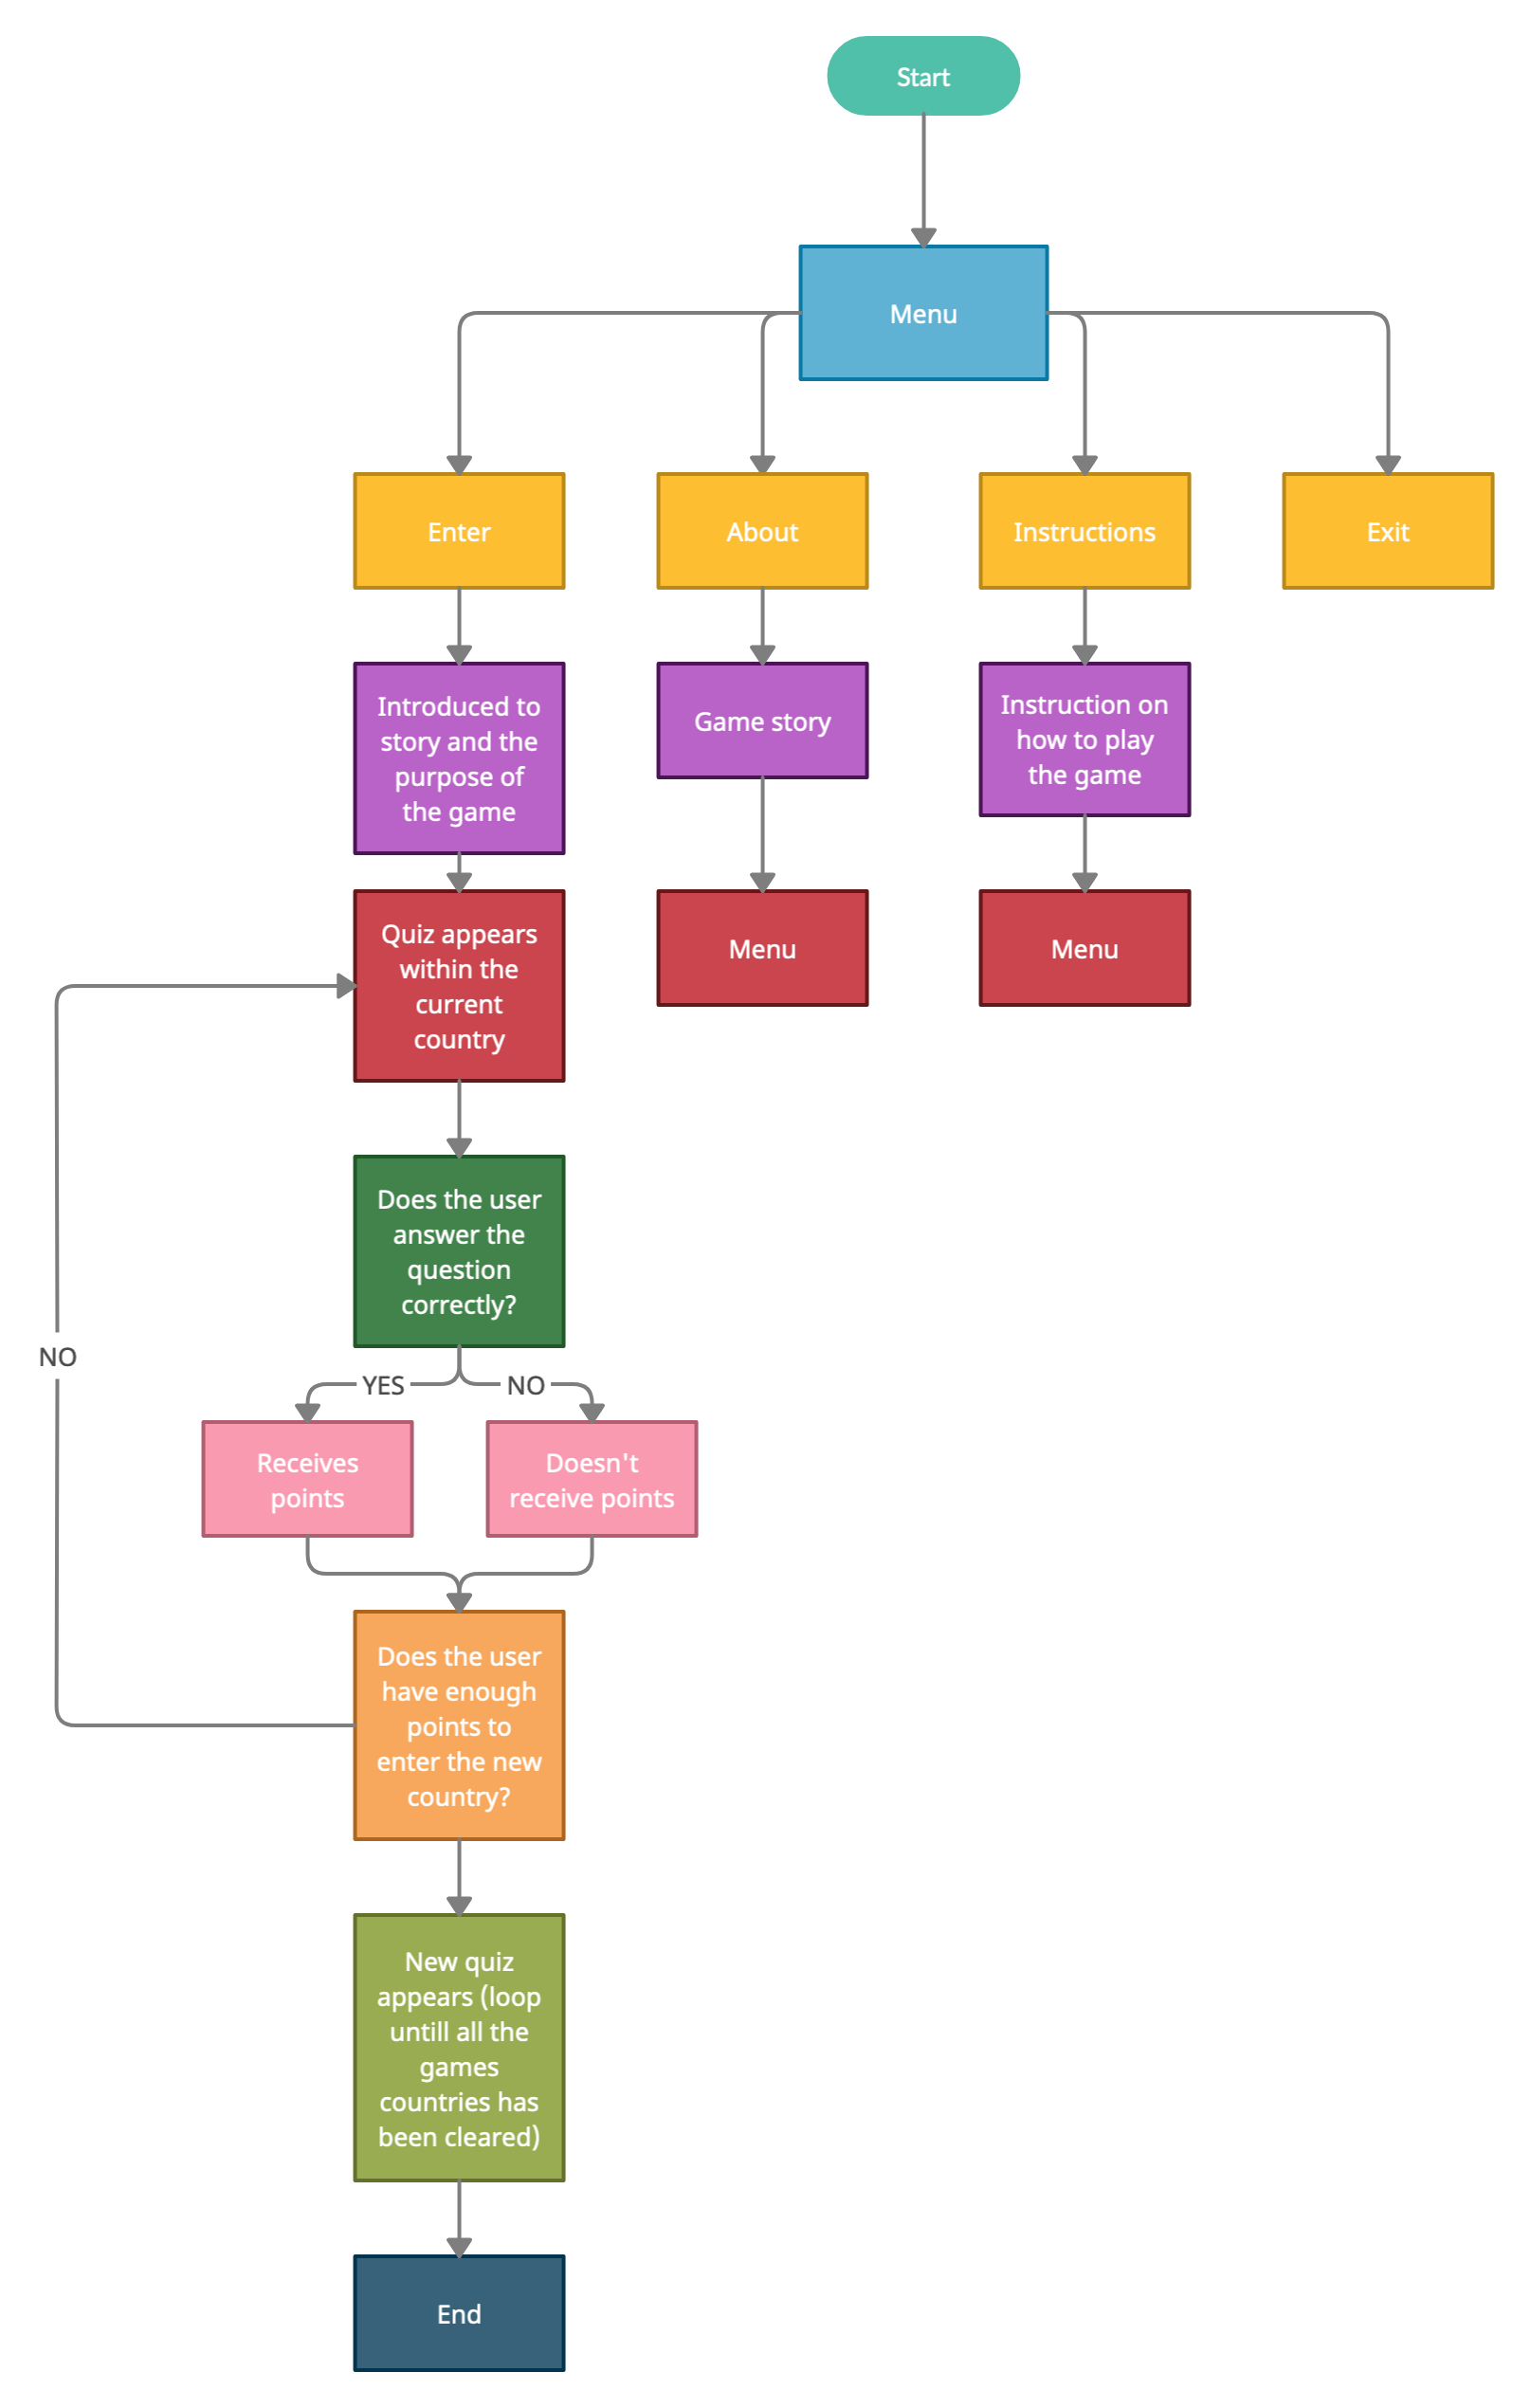 Start
Menu
Enter
About
Instructions
Exit
Introduced to
story and the
purpose of
the game
Game story
Instruction on
how to play
the game
Quiz appears
within the
current
country
Menu
Menu
Does the user
answer the
question
correctly?
NO
YES
NO
Receives
points
Doesn't
receive points
Does the user
have enough
points to
enter the new
country?
New quiz
appears (loop
untill all the
games
countries has
been cleared)
End